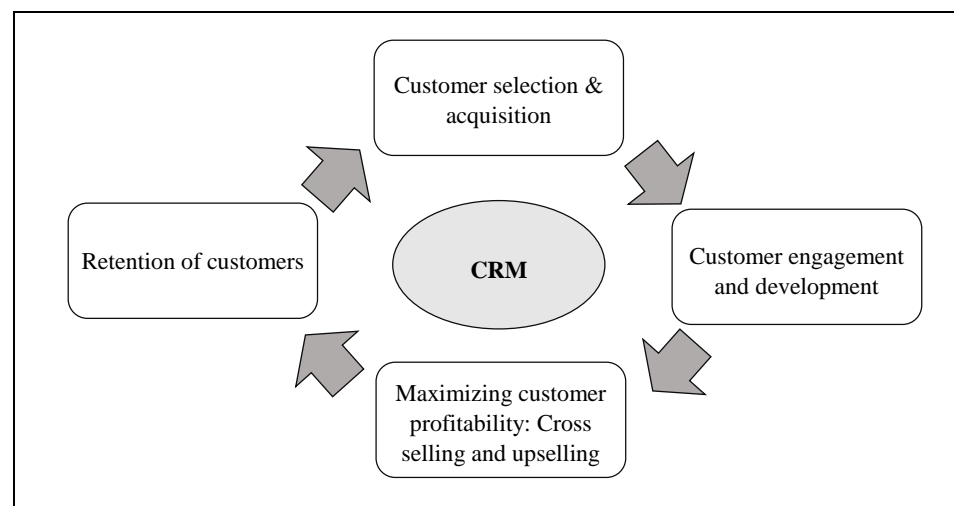 Customer selection &
acquisition
Retention of customers
CRM
Customer engagement
and development
Maximizing customer
profitability: Cross
selling and upselling